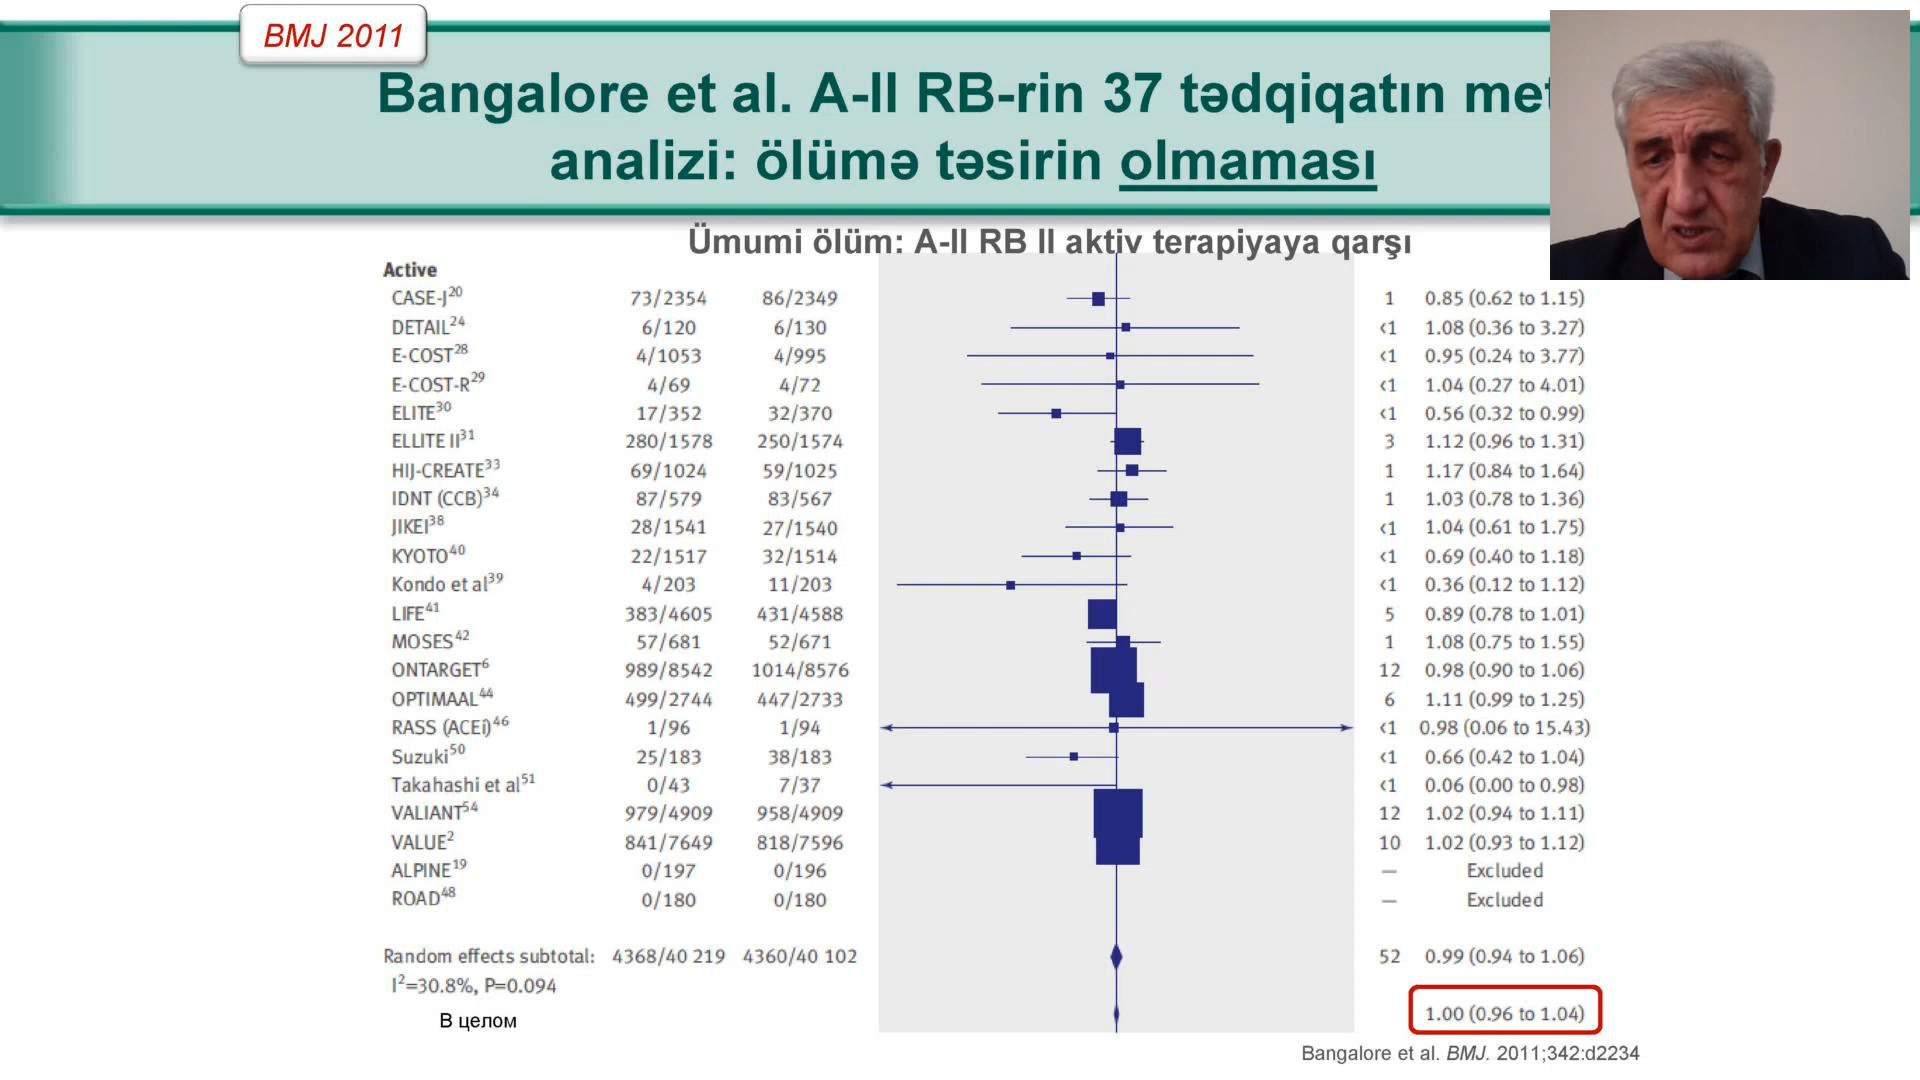 BMJ 2011
Bangalore et al. A-II RB-rin 37 tədqiqatın met
analizi: ölümə təsirin olmaması
Ümumi ölüm: A-II RB II aktiv terapiyaya qarşı
Active
CASE-J20 73/2354 86/2349 1 0.85 (0.62 to 1.15)
DETAIL24 6/120 6/130 <1 1.08 (0.36 to 3.27)
E-COST28 4/1053 4/995 <1 0.95 (0.24 to 3.77)
E-COST-R29 4/69 4/72 <1 1.04 (0.27 to 4.01)
ELITE30 17/352 32/370 <1 0.56 (0.32 to 0.99)
ELLITE II31 280/1578 250/1574 3 1.12 (0.96 to 1.31)
HIJ-CREATE33 69/1024 59/1025 1 1.17 (0.84 to 1.64)
IDNT (CCB)34 87/579 83/567 1 1.03 (0.78 to 1.36)
JIKEI38 28/1541 27/1540 <1 1.04 (0.61 to 1.75)
KYOTO40 22/1517 32/1514 <1 0.69 (0.40 to 1.18)
Kondo et al39 4/203 11/203 <1 0.36 (0.12 to 1.12)
LIFE41 383/4605 431/4588 5 0.89 (0.78 to 1.01)
MOSES42 57/681 52/671 1 1.08 (0.75 to 1.55)
ONTARGET6 989/8542 1014/8576 12 0.98 (0.90 to 1.06)
OPTIMAAL44 499/2744 447/2733 6 1.11 (0.99 to 1.25)
RASS (ACEi)46 1/96 1/94 <1 0.98 (0.06 to 15.43)
Suzuki50 25/183 38/183 <1 0.66 (0.42 to 1.04)
Takahashi et al51 0/43 7/37 <1 0.06 (0.00 to 0.98)
VALIANT54 979/4909 958/4909 12 1.02 (0.94 to 1.11)
VALUE2 841/7649 818/7596 10 1.02 (0.93 to 1.12)
ALPINE19 0/197 0/196 — Excluded
ROAD48 0/180 0/180 — Excluded
Random effects subtotal: 4368/40 219 4360/40 102 52 0.99 (0.94 to 1.06)
I2=30.8%, P=0.094
В целом 1.00 (0.96 to 1.04)
Bangalore et al. BMJ. 2011;342:d2234